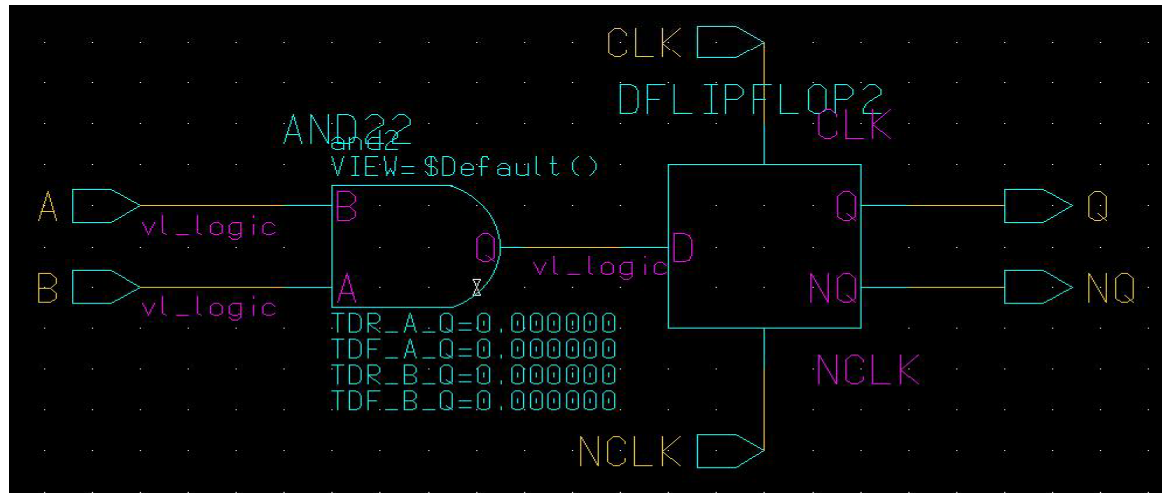 CLK
DFLIPFLOP2
CLK
AND22
and2
VIEW=$Default()
A
vl_logic
B
Q
Q
Q
vl_logic
D
B
vl_logic
A
NQ
NQ
TDR_A_Q=0.000000
TDF_A_Q=0.000000
TDR_B_Q=0.000000
TDF_B_Q=0.000000
NCLK
NCLK